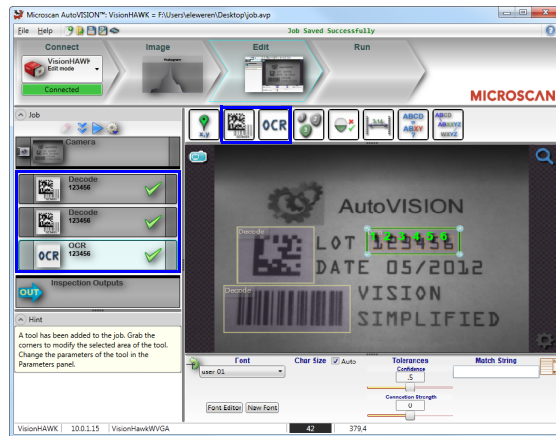 Microscan AutoVISION™: VisionHAWK = F:\Users\eleweren\Desktop\job.avp
File Help
Job Saved Successfully
Connect Image Edit Run
VisionHAWK
Edit mode
Connected
MICROSCAN
Job
Camera
Decode
123456
Decode
123456
OCR
123456
OUT
Inspection Outputs
Hint
A tool has been added to the job. Grab the
corners to modify the selected area of the tool.
Change the parameters of the tool in the
Parameters panel.
x,y
OCR
3.16
ABCD
=
ABXY
?
AutoVISION
Decode
LOT 123456
DATE 05/2012
Decode
VISION
SIMPLIFIED
Font
user 01
Font Editor New Font
Char Size Auto
Tolerances
Confidence
.5
Connection Strength
0
Match String
VisionHAWK 10.0.1.15 VisionHawkWVGA 42 379,4